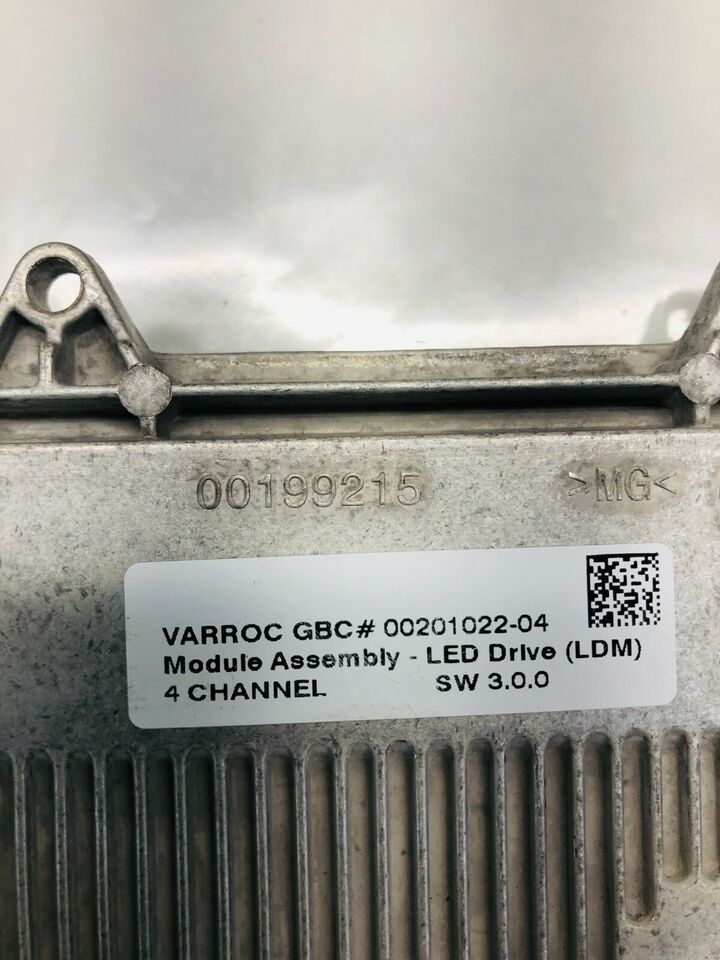 00199215 >MG<
VARROC GBC# 00201022-04
Module Assembly - LED Drive (LDM)
4 CHANNEL SW 3.0.0